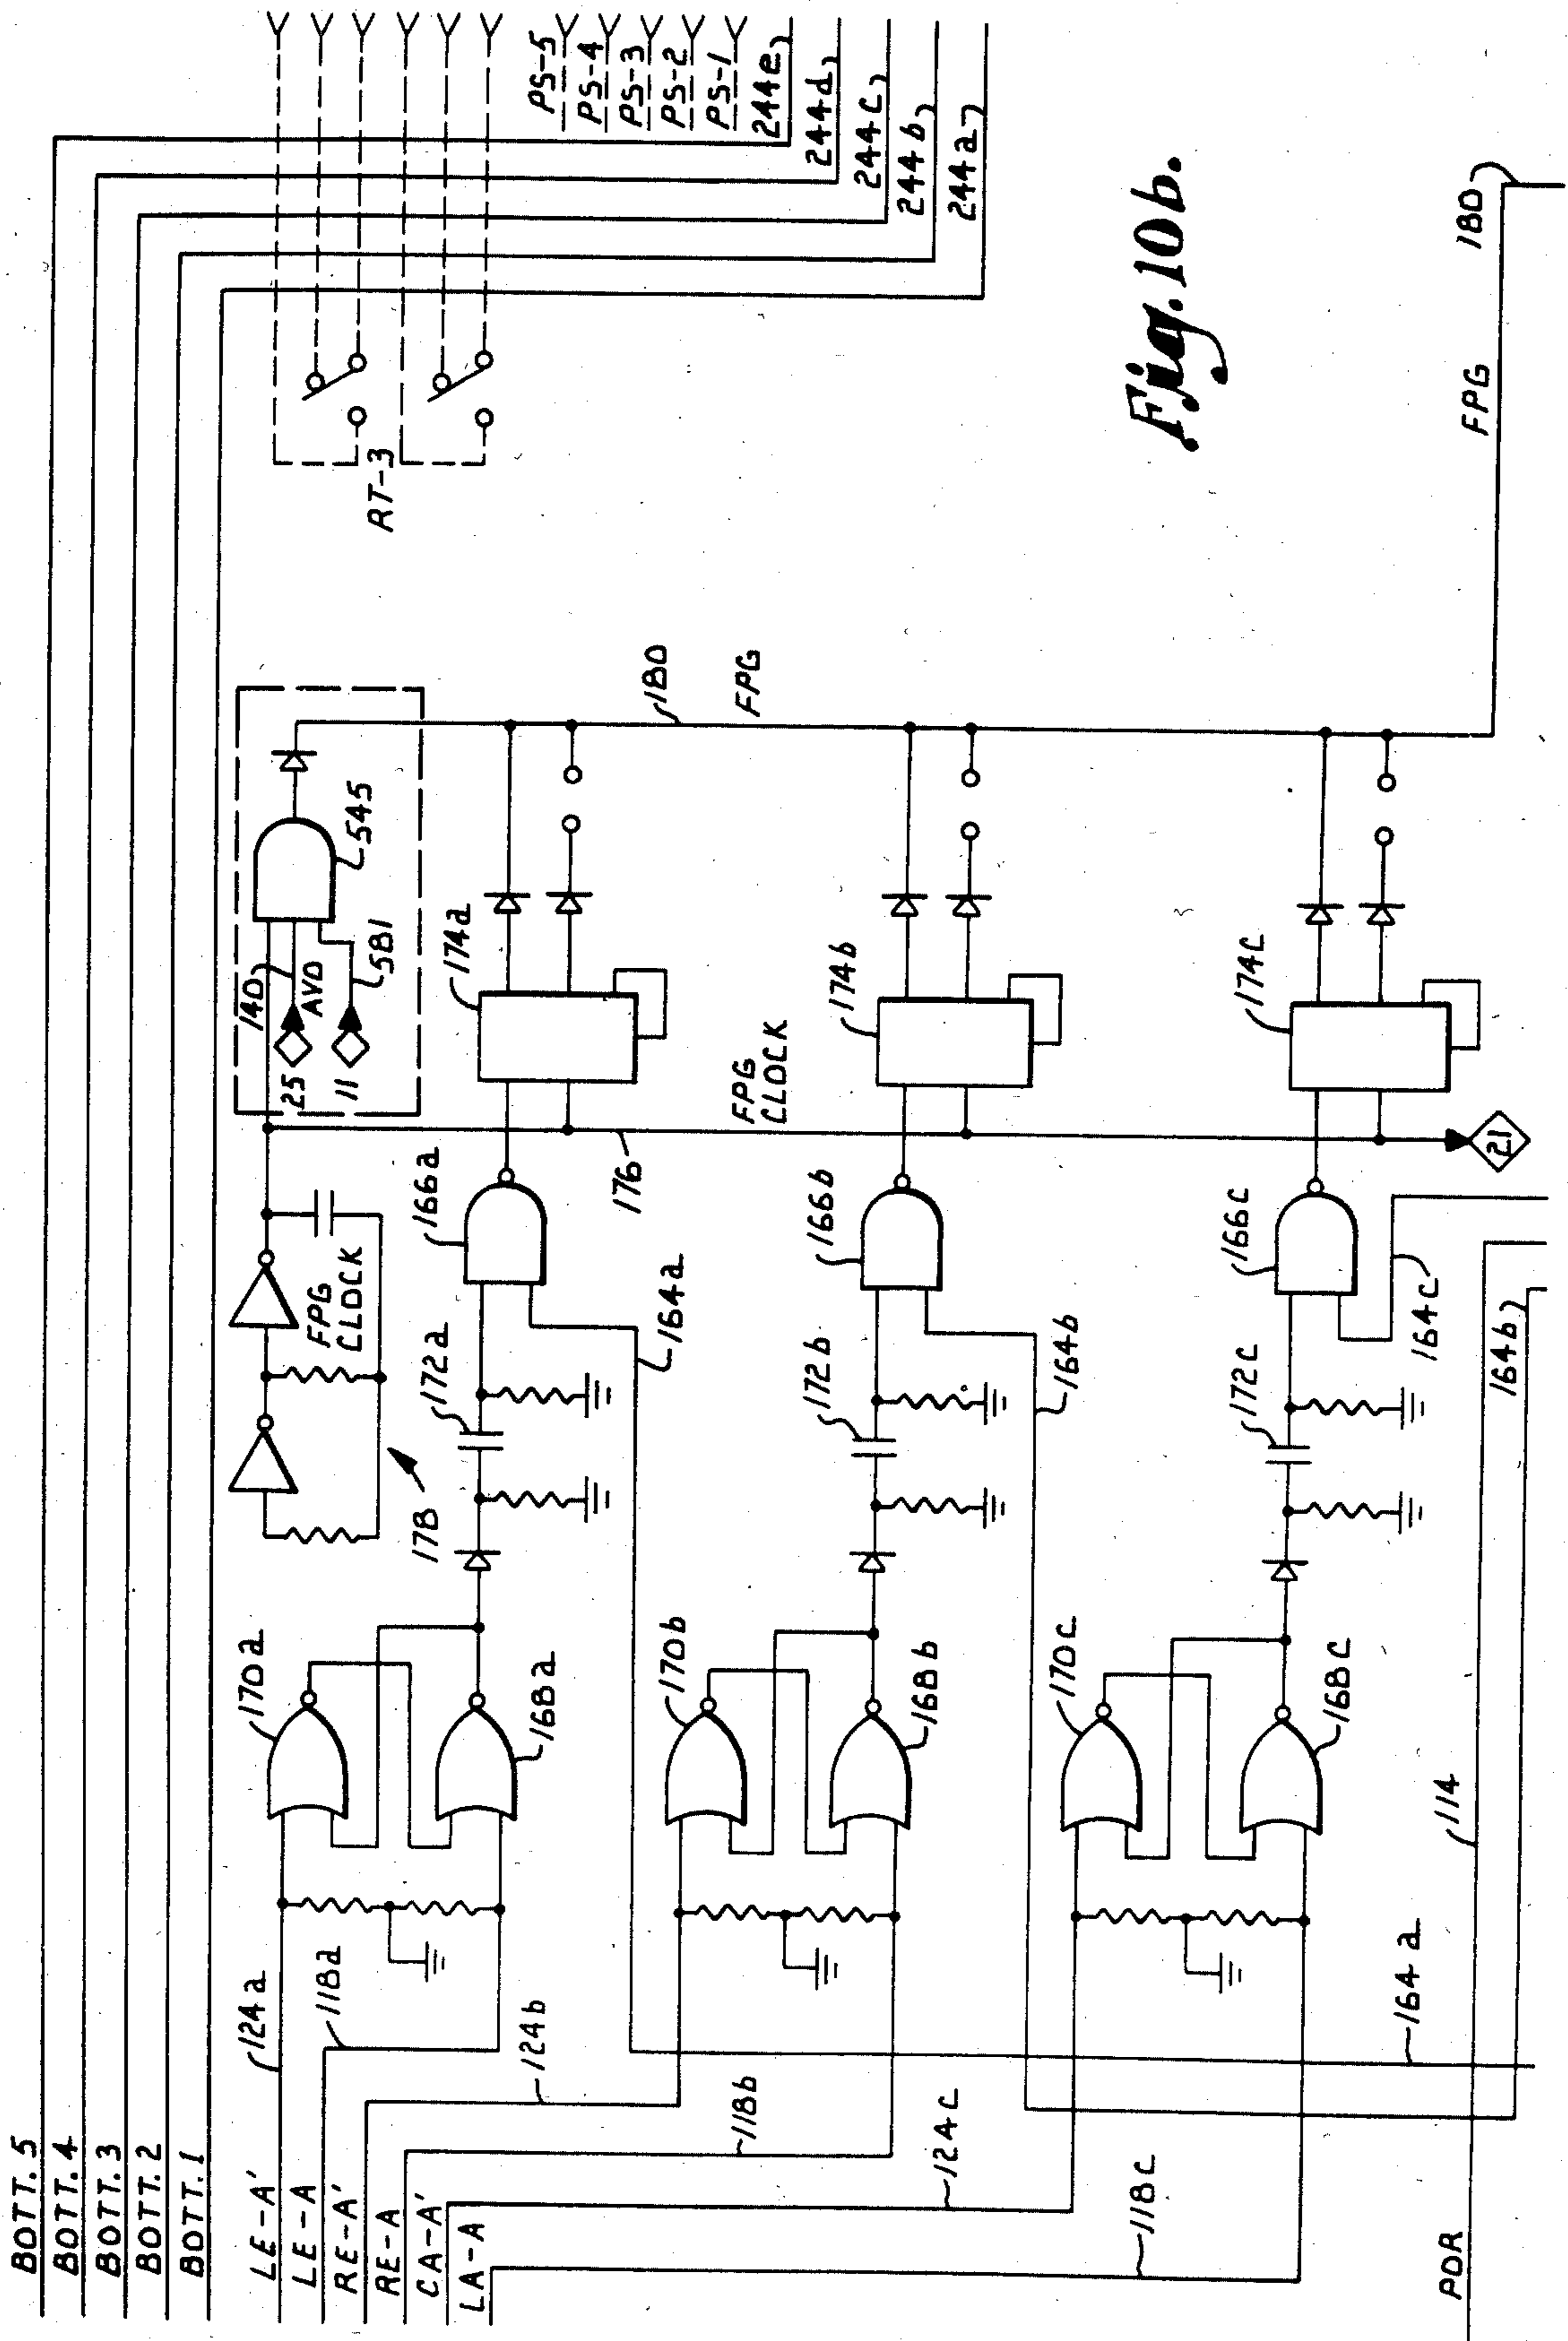 BOTT. 5
BOTT. 4
BOTT. 3
BOTT. 2
BOTT. 1
LE-A'
LE-A
RE-A'
RE-A
CA-A'
LA-A
124a
118a
124b
118b
124c
118c
170a
168a
178
FPG
CLOCK
172a
166a
164a
176
25
11
140
AVD
581
545
174a
180
FPG
RT-3
PS-5
PS-4
PS-3
PS-2
PS-1
244e
244d
244c
244b
244a
170b
168b
172b
166b
164b
FPG
CLOCK
174b
170c
168c
172c
166c
164c
174c
21
Fig. 10b.
POR
164a
114
164b
FPG
180